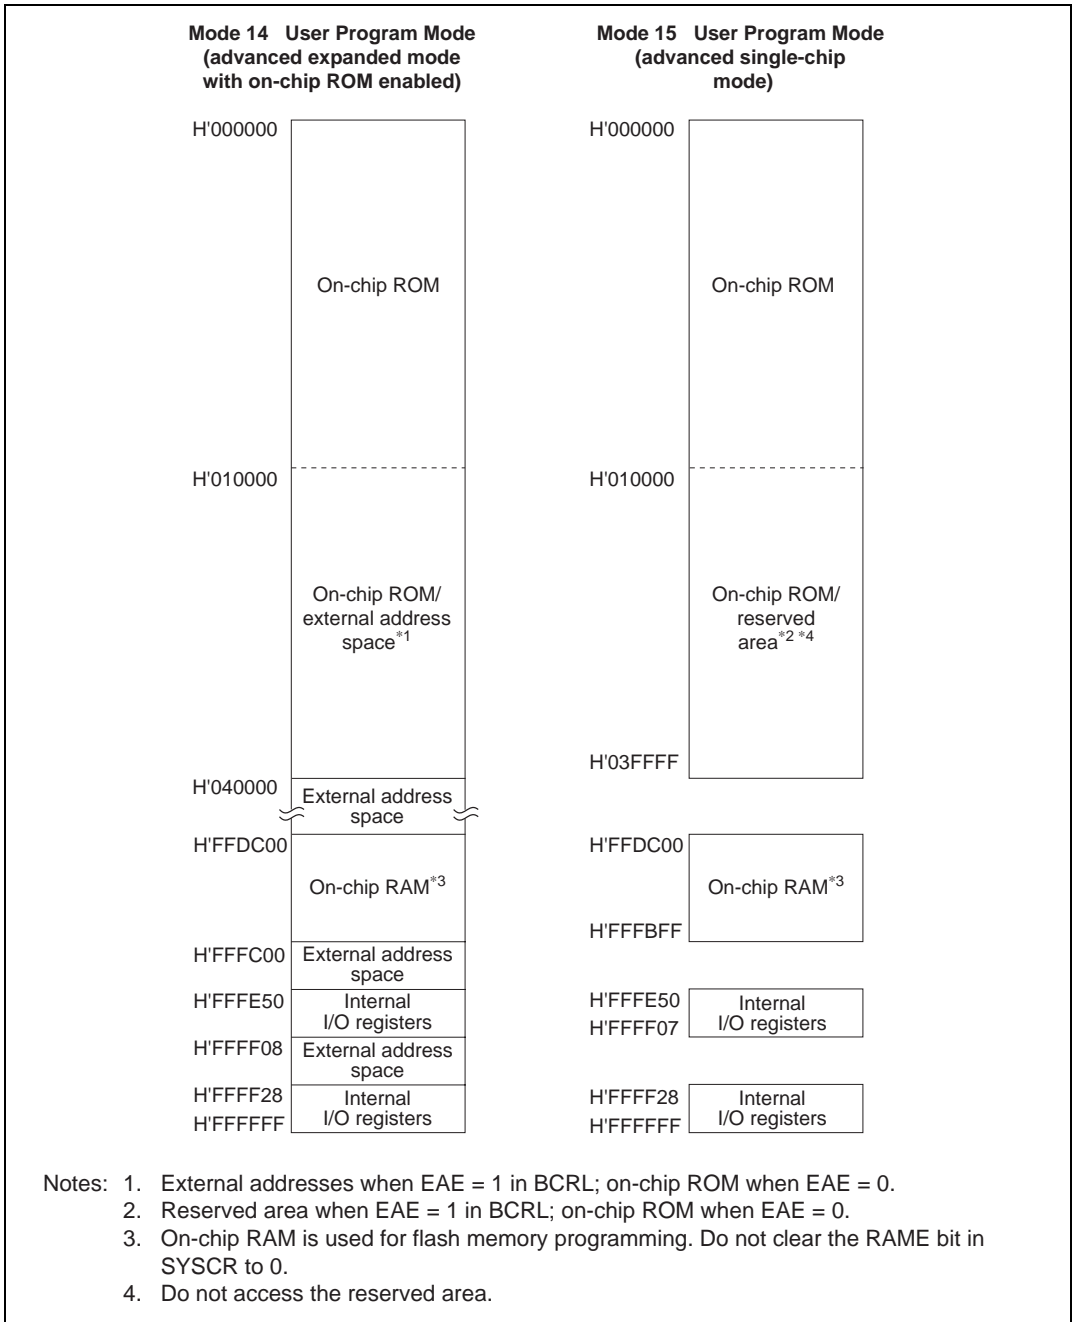 Mode 14 User Program Mode
(advanced expanded mode
with on-chip ROM enabled)
H'000000
On-chip ROM
H'010000
On-chip ROM/
external address
space*1
H'040000
External address
space
H'FFDC00
On-chip RAM*3
H'FFFC00
External address
space
H'FFFE50
Internal
I/O registers
H'FFFF08
External address
space
H'FFFF28
Internal
I/O registers
H'FFFFFF
Mode 15 User Program Mode
(advanced single-chip
mode)
H'000000
On-chip ROM
H'010000
On-chip ROM/
reserved
area*2 *4
H'03FFFF
H'FFDC00
On-chip RAM*3
H'FFFBFF
H'FFFE50
Internal
I/O registers
H'FFFF07
H'FFFF28
Internal
I/O registers
H'FFFFFF
Notes: 1. External addresses when EAE = 1 in BCRL; on-chip ROM when EAE = 0.
2. Reserved area when EAE = 1 in BCRL; on-chip ROM when EAE = 0.
3. On-chip RAM is used for flash memory programming. Do not clear the RAME bit in
SYSCR to 0.
4. Do not access the reserved area.